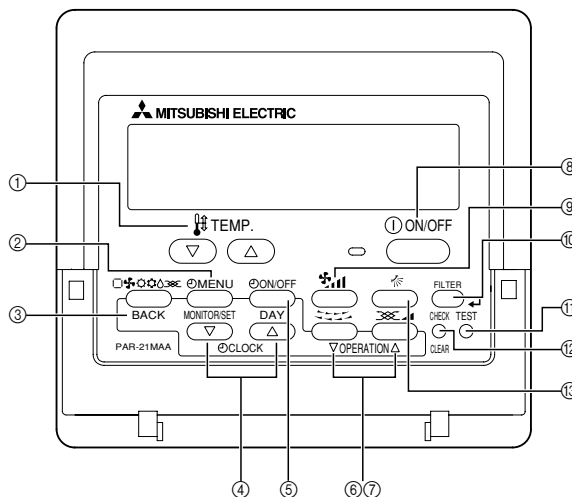 MITSUBISHI ELECTRIC
⑧
① TEMP. ON/OFF
⑨
②
⑩
MENU ON/OFF FILTER
③ BACK MONITOR/SET DAY CHECK TEST ⑪
PAR-21MAA CLOCK ▽OPERATION△ CLEAR ⑫
⑬
④ ⑤ ⑥⑦